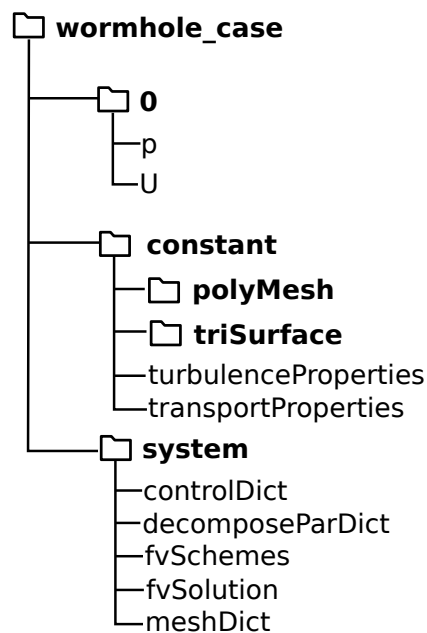 wormhole_case
0
p
U
constant
polyMesh
triSurface
turbulenceProperties
transportProperties
system
controlDict
decomposeParDict
fvSchemes
fvSolution
meshDict